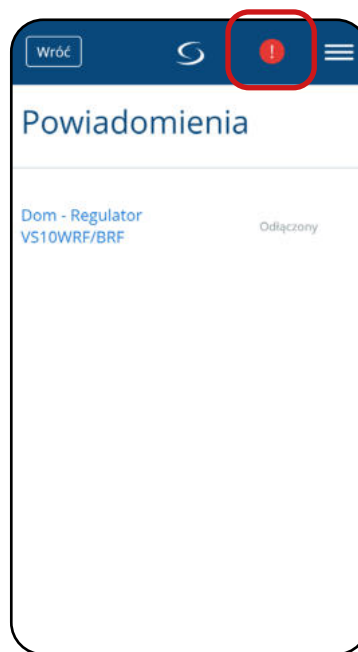 Wróć
!
Powiadomienia
Dom - Regulator
VS10WRF/BRF
Odłączony